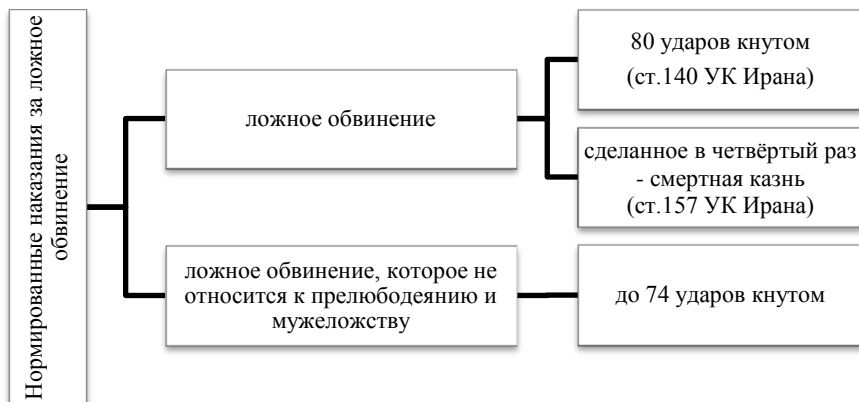 Нормированные наказания за ложное
обвинение
ложное обвинение
80 ударов кнутом
(ст.140 УК Ирана)
сделанное в четвёртый раз
- смертная казнь
(ст.157 УК Ирана)
ложное обвинение, которое не
относится к прелюбодеянию и
мужеложству
до 74 ударов кнутом